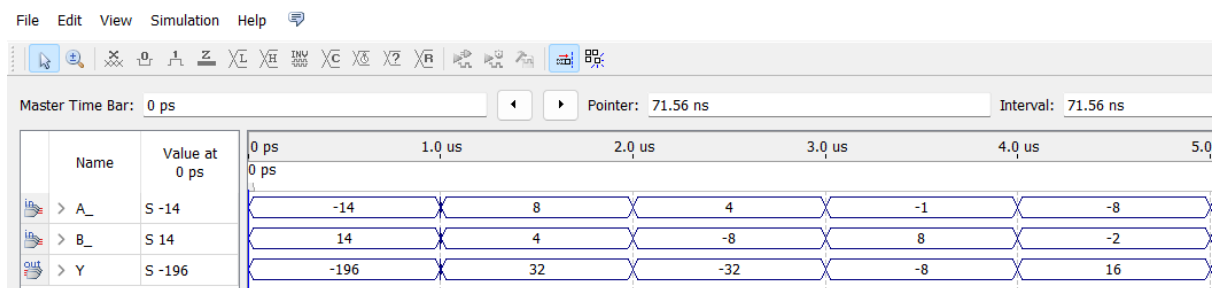 File Edit View Simulation Help
Master Time Bar: 0 ps Pointer: 71.56 ns Interval: 71.56 ns
Name Value at 0 ps 0 ps 1.0 us 2.0 us 3.0 us 4.0 us 5.0
0 ps
in > A_ S -14 -14 8 4 -1 -8
in > B_ S 14 14 4 -8 8 -2
out > Y S -196 -196 32 -32 -8 16